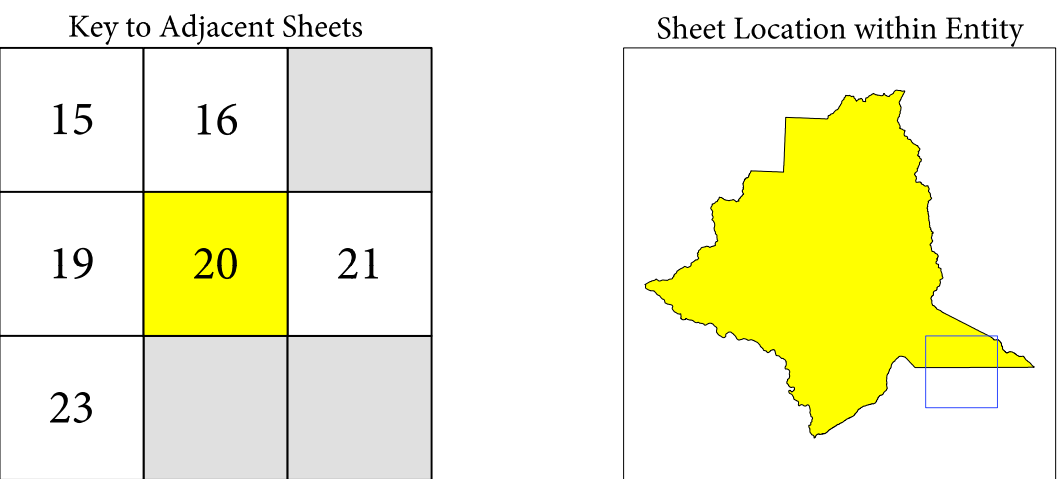 Key to Adjacent Sheets
Sheet Location within Entity
15 16
19 20 21
23